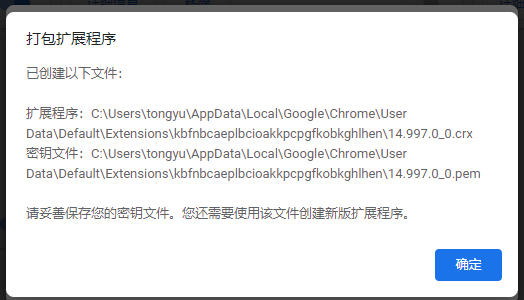 打包扩展程序
已创建以下文件：
扩展程序：C:\Users\tongyu\AppData\Local\Google\Chrome\User
Data\Default\Extensions\kbfnbcaeplbcioakkpcpgfkobkghlhen\14.997.0_0.crx
密钥文件：C:\Users\tongyu\AppData\Local\Google\Chrome\User
Data\Default\Extensions\kbfnbcaeplbcioakkpcpgfkobkghlhen\14.997.0_0.pem
请妥善保存您的密钥文件。您还需要使用该文件创建新版扩展程序。
确定